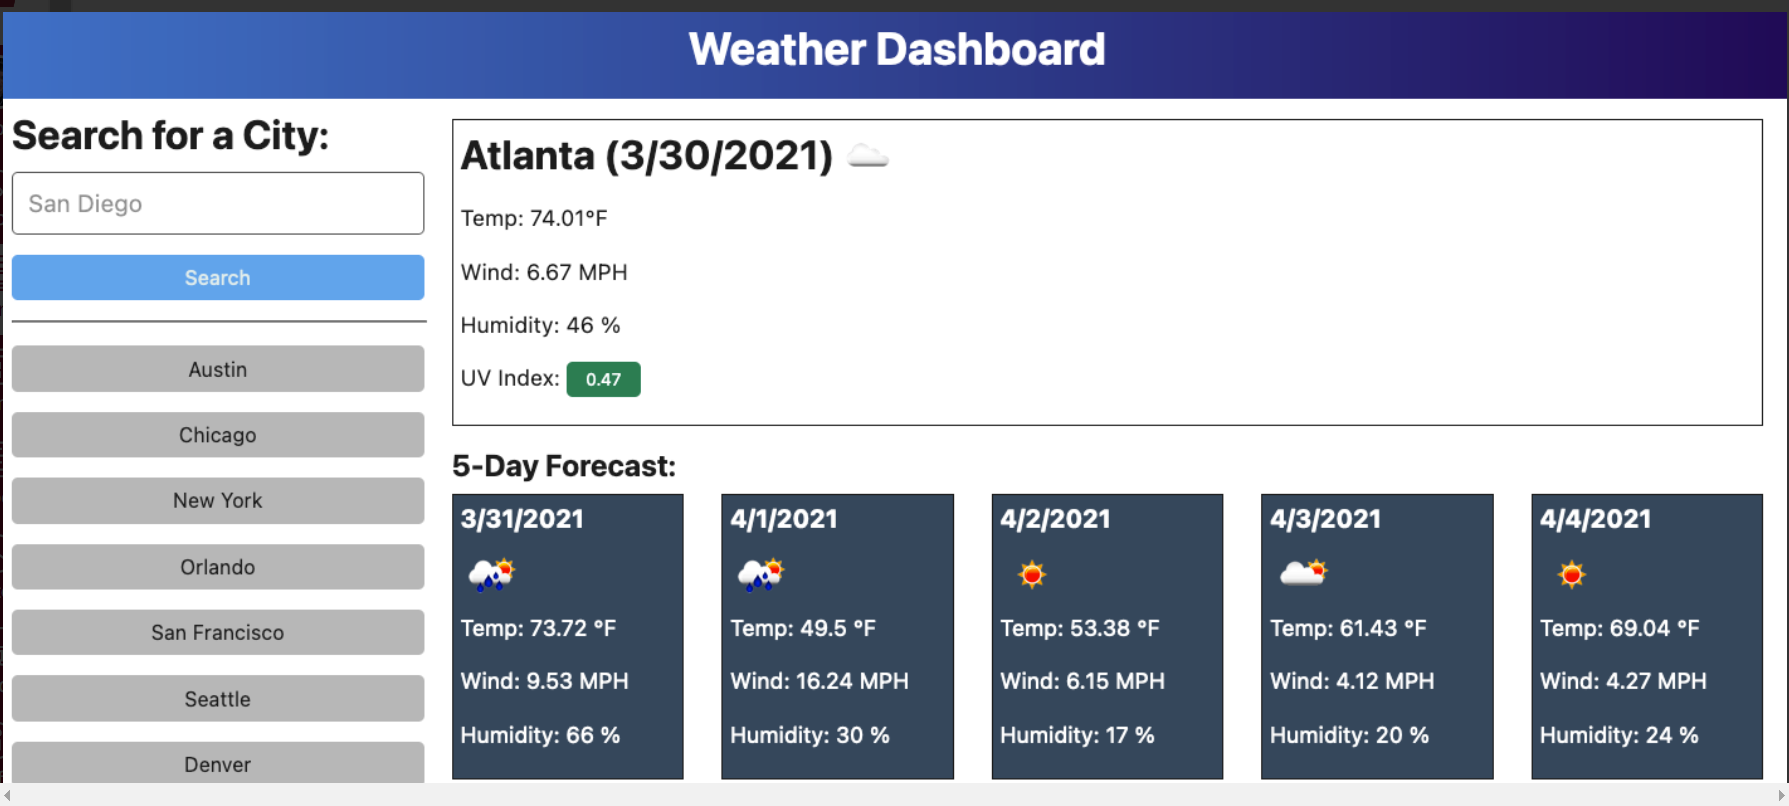 Weather Dashboard
Search for a City:
San Diego
Search
Austin
Chicago
New York
Orlando
San Francisco
Seattle
Denver
Atlanta (3/30/2021)
Temp: 74.01°F
Wind: 6.67 MPH
Humidity: 46 %
UV Index: 0.47
5-Day Forecast:
3/31/2021
Temp: 73.72 °F
Wind: 9.53 MPH
Humidity: 66 %
4/1/2021
Temp: 49.5 °F
Wind: 16.24 MPH
Humidity: 30 %
4/2/2021
Temp: 53.38 °F
Wind: 6.15 MPH
Humidity: 17 %
4/3/2021
Temp: 61.43 °F
Wind: 4.12 MPH
Humidity: 20 %
4/4/2021
Temp: 69.04 °F
Wind: 4.27 MPH
Humidity: 24 %